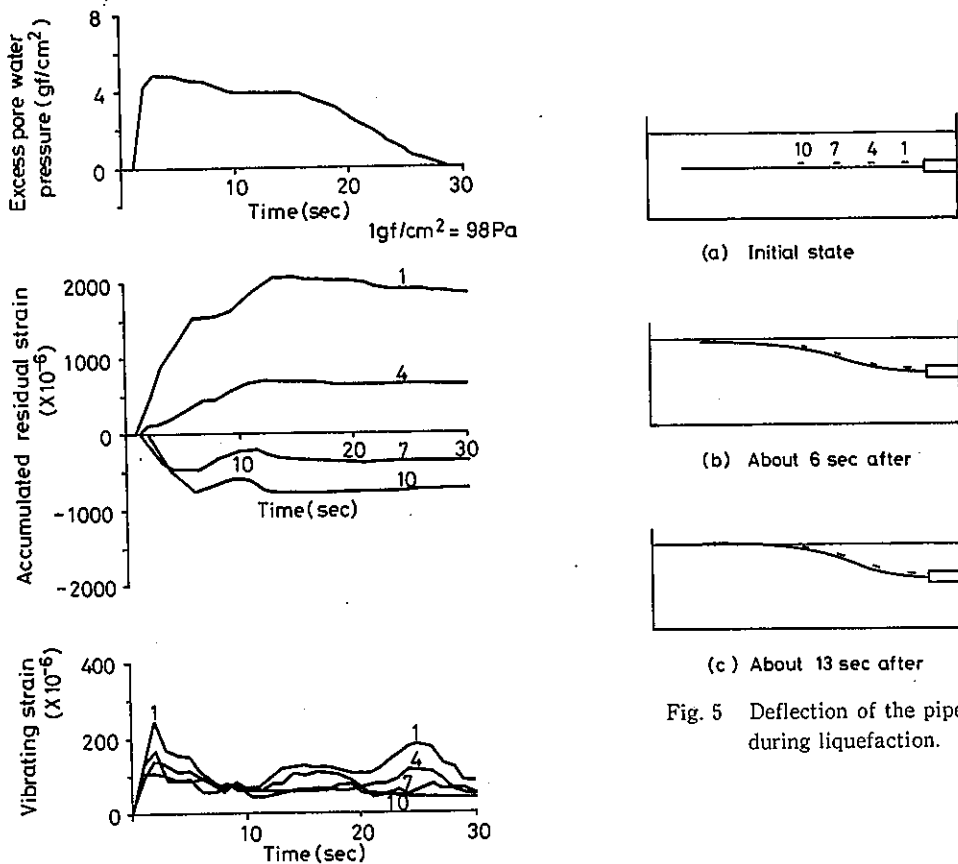 Excess pore water
pressure (gf/cm²)
8
4
0
10
20
30
Time(sec)
1gf/cm² = 98Pa
Accumulated residual strain
(X10⁻⁶)
2000
1000
0
-1000
-2000
1
4
7
10
10
20
30
Time(sec)
Vibrating strain
(X10⁻⁶)
400
200
0
1
1
4
7
10
10
20
30
Time(sec)
10 7 4 1
(a) Initial state
(b) About 6 sec after
(c) About 13 sec after
Fig. 5 Deflection of the pipe
during liquefaction.